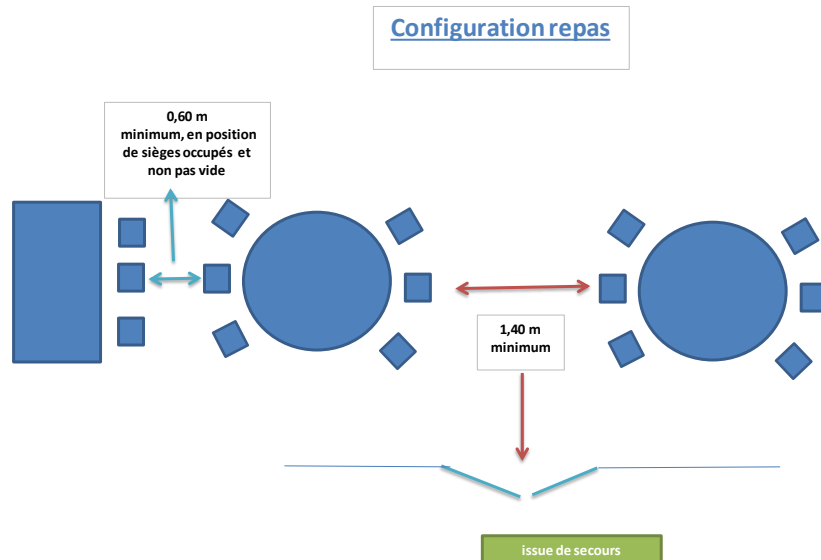 Configuration repas
0,60 m
minimum, en position
de sièges occupés et
non pas vide
1,40 m
minimum
issue de secours